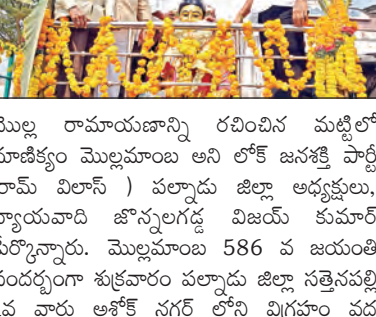 మొల్ల రామాయణాన్ని రచించిన మట్టిలో
మాణిక్యం మొల్లమాంబ అని లోక్ జనశక్తి పార్టీ
రామ్ విలాస్ ) పల్నాడు జిల్లా అధ్యక్షులు,
న్యాయవాది జొన్నలగడ్డ విజయ్ కుమార్
పేర్కొన్నారు. మొల్లమాంబ 586 వ జయంతి
సందర్భంగా శుక్రవారం పల్నాడు జిల్లా సత్తెనపల్లి
వ వార్డు అశోక్ నగర్ లోని విగ్రహం వద్ద